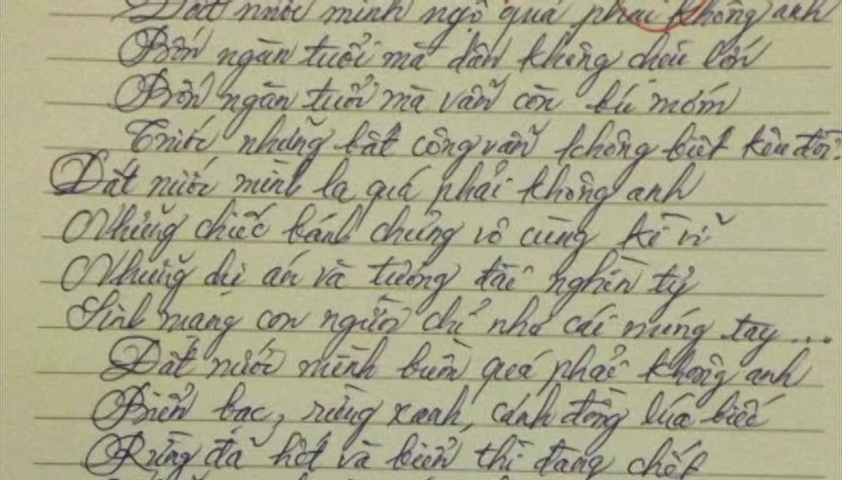 Đất nước mình ngộ quá phải không anh
Bốn ngàn tuổi mà dân không chịu lớn
Bốn ngàn tuổi mà vẫn còn bú mớm
Trước những bất công vẫn không biết kêu đòi.
Đất nước mình lạ quá phải không anh
Những chiếc bánh chưng vô cùng kì vĩ
Những dự án và tượng đài nghìn tỷ
Sinh mạng con người chỉ như cái móng tay...
Đất nước mình buồn quá phải không anh
Biển bạc, rừng xanh, cánh đồng lúa biếc
Rừng đã hết và biển thì đang chết